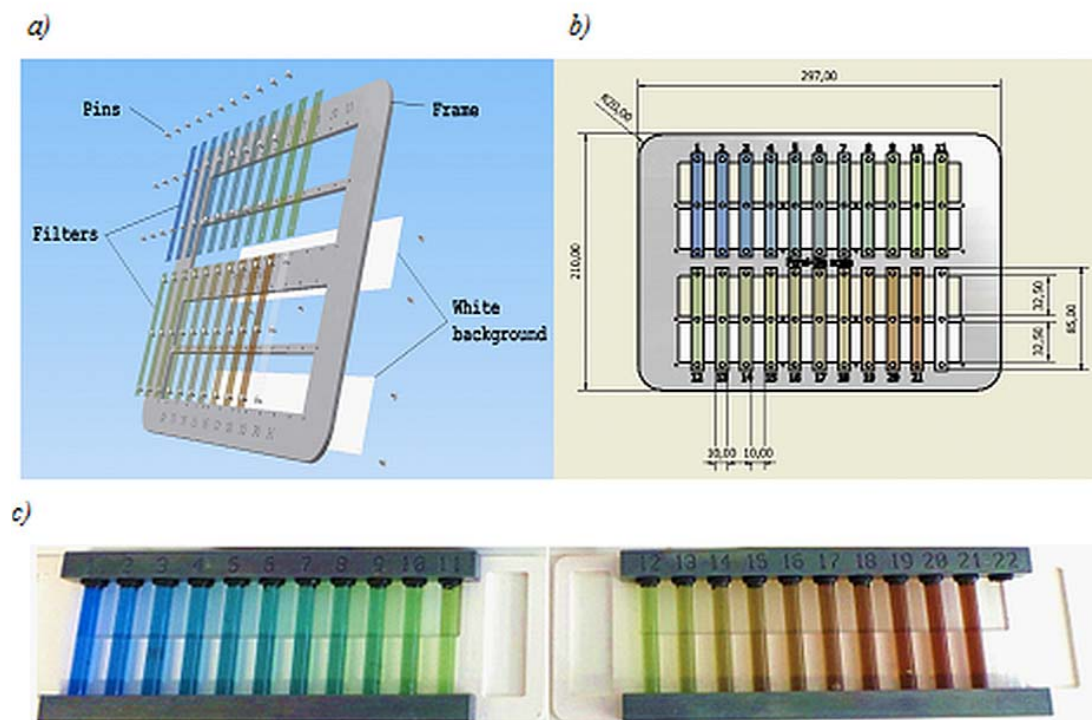 a)
Pins
Frame
Filters
White
background
b)
297,00
R20,00
210,00
1 2 3 4 5 6 7 8 9 10 11
12 13 14 15 16 17 18 19 20 21
32,50
32,50
85,00
10,00 10,00
c)
1 2 3 4 5 6 7 8 9 10 11
12 13 14 15 16 17 18 19 20 21 22